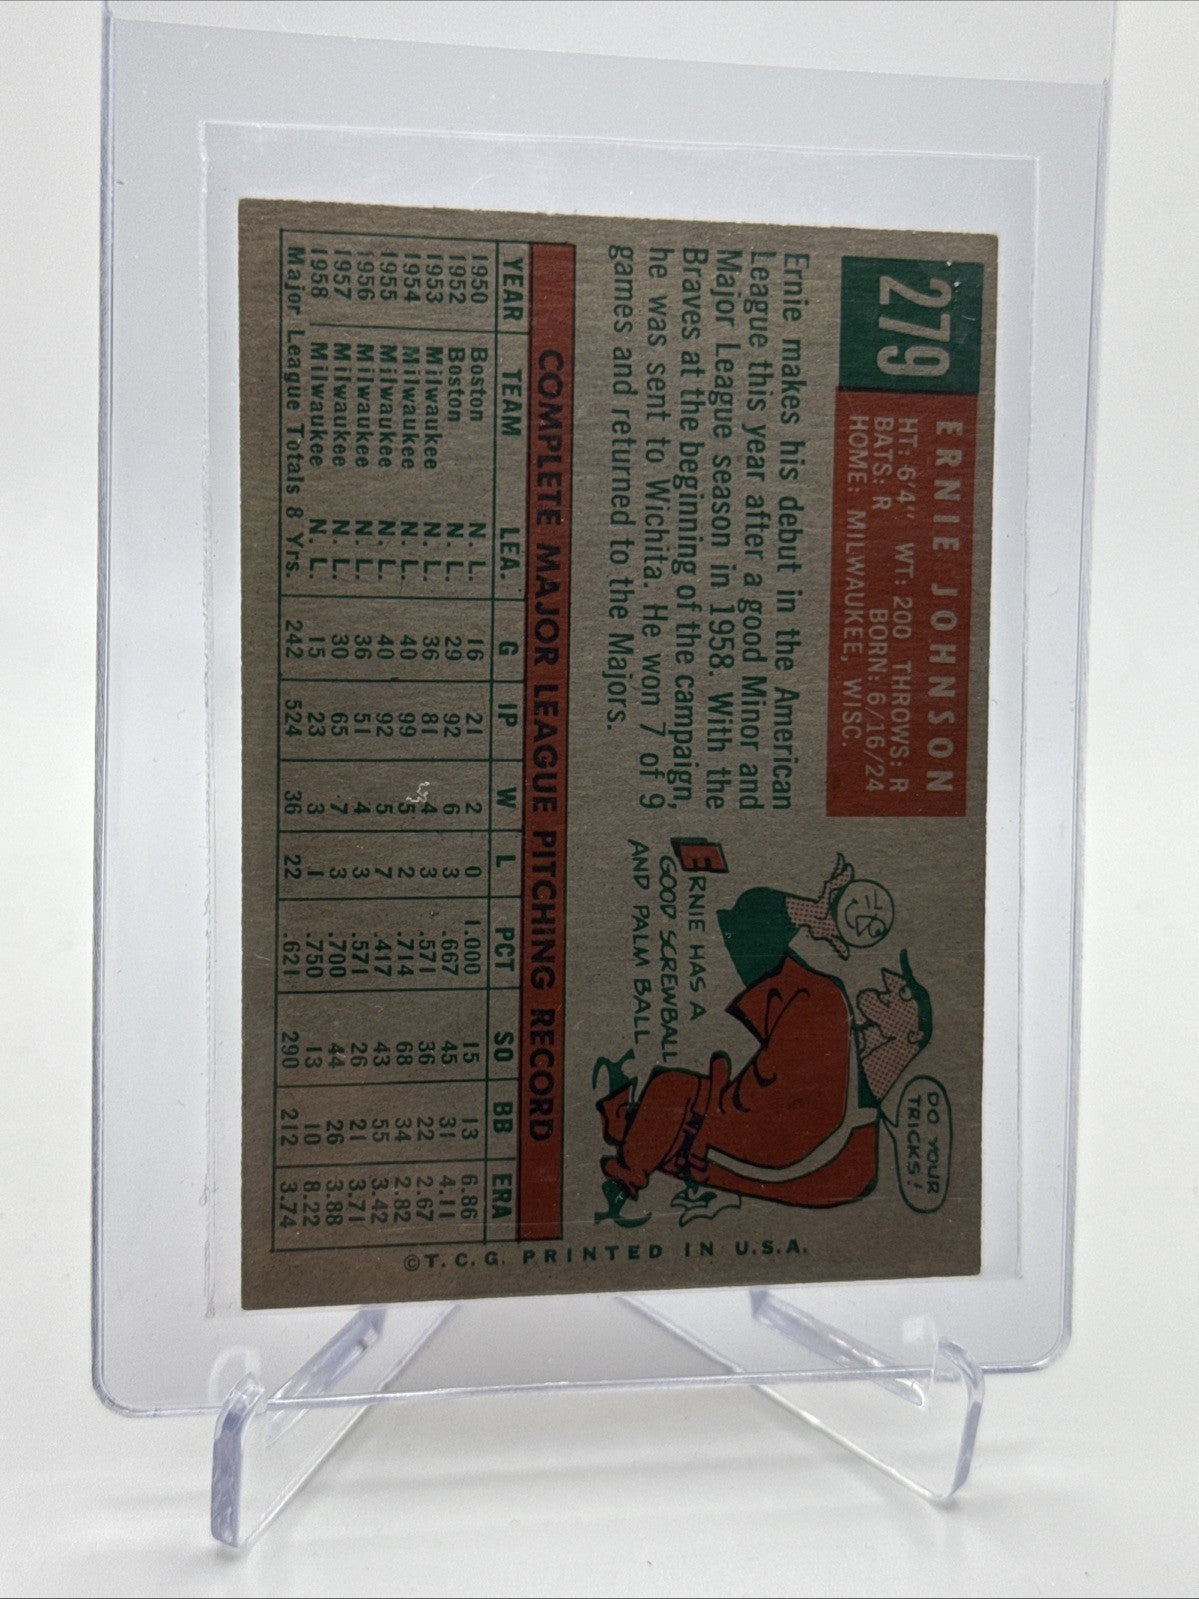 279
ERNIE JOHNSON
HT: 6'4" WT: 200 THROWS: R
BATS: R BORN: 6/16/24
HOME: MILWAUKEE, WISC.
Ernie makes his debut in the American
League this year after a good Minor and
Major League season in 1958. With the
Braves at the beginning of the campaign,
he was sent to Wichita. He won 7 of 9
games and returned to the Majors.
DO YOUR
TRICKS!
ERNIE HAS A
GOOD SCREWBALL
AND PALM BALL
COMPLETE MAJOR LEAGUE PITCHING RECORD
YEAR TEAM LEA. G IP W L PCT SO BB ERA
1950 Boston N. L. 16 21 2 0 1.000 15 13 6.86
1952 Boston N. L. 29 92 6 3 .667 45 31 4.11
1953 Milwaukee N. L. 36 81 4 3 .571 36 22 2.67
1954 Milwaukee N. L. 40 99 5 2 .714 68 34 2.82
1955 Milwaukee N. L. 40 92 5 7 .417 43 55 3.42
1956 Milwaukee N. L. 36 51 4 3 .571 26 21 3.71
1957 Milwaukee N. L. 30 65 7 3 .700 44 26 3.88
1958 Milwaukee N. L. 15 23 3 1 .750 13 10 8.22
Major League Totals 8 Yrs. 242 524 36 22 .621 290 212 3.74
©T. C. G. PRINTED IN U.S.A.